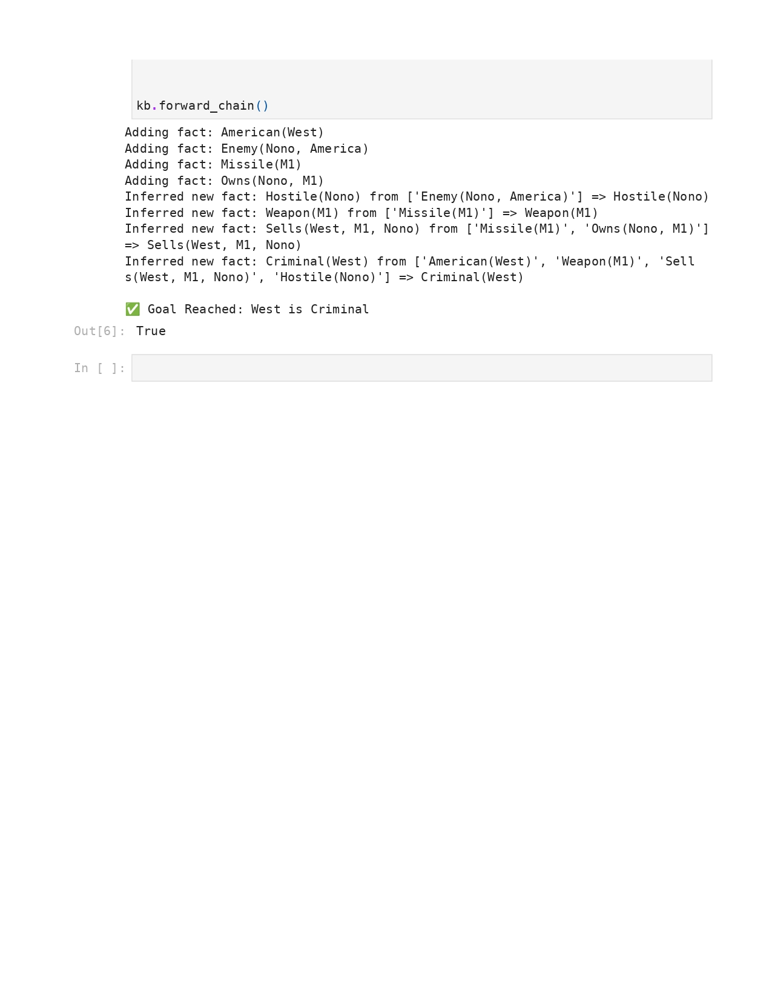 kb.forward_chain()
Adding fact: American(West)
Adding fact: Enemy(Nono, America)
Adding fact: Missile(M1)
Adding fact: Owns(Nono, M1)
Inferred new fact: Hostile(Nono) from ['Enemy(Nono, America)'] => Hostile(Nono)
Inferred new fact: Weapon(M1) from ['Missile(M1)'] => Weapon(M1)
Inferred new fact: Sells(West, M1, Nono) from ['Missile(M1)', 'Owns(Nono, M1)']
=> Sells(West, M1, Nono)
Inferred new fact: Criminal(West) from ['American(West)', 'Weapon(M1)', 'Sell
s(West, M1, Nono)', 'Hostile(Nono)'] => Criminal(West)
✅ Goal Reached: West is Criminal
Out[6]: True
In [ ]: